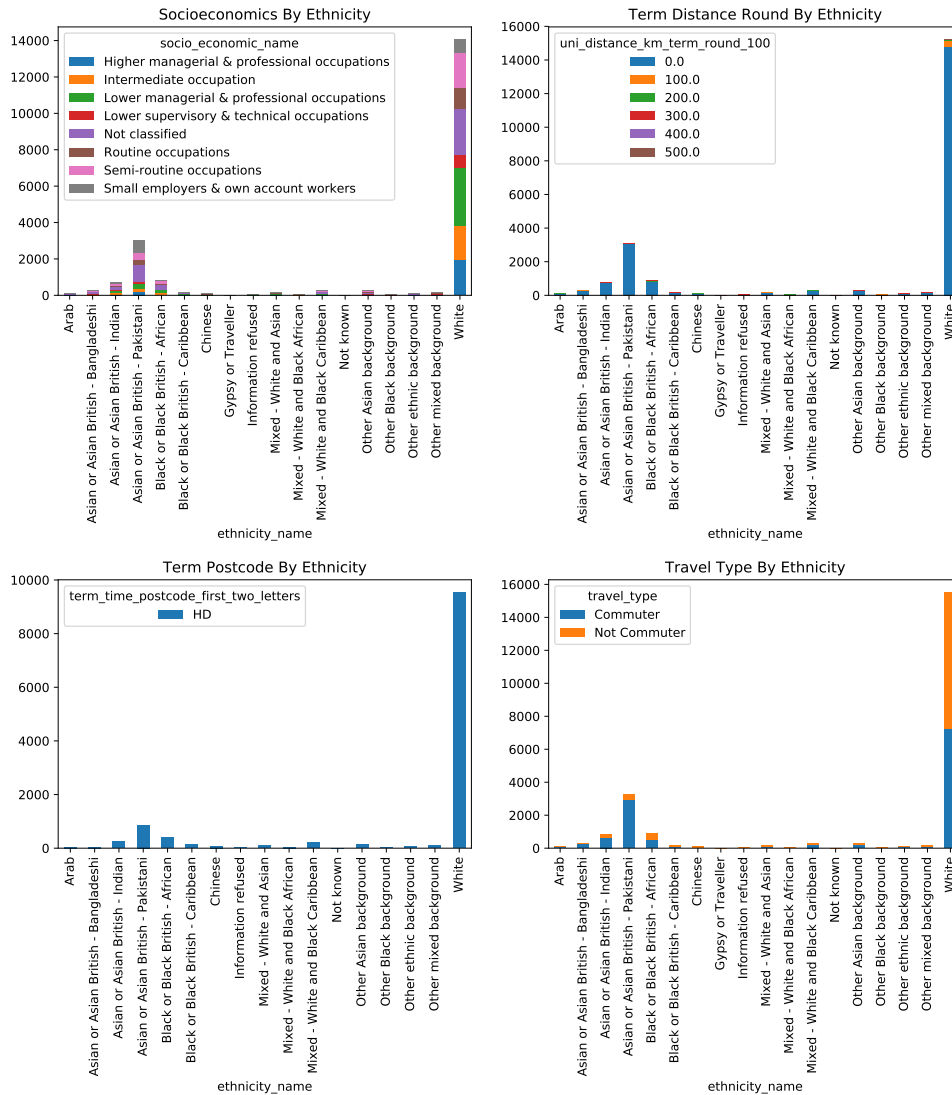 Socioeconomics By Ethnicity
socio_economic_name
Higher managerial & professional occupations
Intermediate occupation
Lower managerial & professional occupations
Lower supervisory & technical occupations
Not classified
Routine occupations
Semi-routine occupations
Small employers & own account workers
14000
12000
10000
8000
6000
4000
2000
0
Arab
Asian or Asian British - Bangladeshi
Asian or Asian British - Indian
Asian or Asian British - Pakistani
Black or Black British - African
Black or Black British - Caribbean
Chinese
Gypsy or Traveller
Information refused
Mixed - White and Asian
Mixed - White and Black African
Mixed - White and Black Caribbean
Not known
Other Asian background
Other Black background
Other ethnic background
Other mixed background
White
ethnicity_name
Term Distance Round By Ethnicity
uni_distance_km_term_round_100
0.0
100.0
200.0
300.0
400.0
500.0
16000
14000
12000
10000
8000
6000
4000
2000
0
Arab
Asian or Asian British - Bangladeshi
Asian or Asian British - Indian
Asian or Asian British - Pakistani
Black or Black British - African
Black or Black British - Caribbean
Chinese
Gypsy or Traveller
Information refused
Mixed - White and Asian
Mixed - White and Black African
Mixed - White and Black Caribbean
Not known
Other Asian background
Other Black background
Other ethnic background
Other mixed background
White
ethnicity_name
Term Postcode By Ethnicity
term_time_postcode_first_two_letters
HD
10000
8000
6000
4000
2000
0
Arab
Asian or Asian British - Bangladeshi
Asian or Asian British - Indian
Asian or Asian British - Pakistani
Black or Black British - African
Black or Black British - Caribbean
Chinese
Information refused
Mixed - White and Asian
Mixed - White and Black African
Mixed - White and Black Caribbean
Not known
Other Asian background
Other Black background
Other ethnic background
Other mixed background
White
ethnicity_name
Travel Type By Ethnicity
travel_type
Commuter
Not Commuter
16000
14000
12000
10000
8000
6000
4000
2000
0
Arab
Asian or Asian British - Bangladeshi
Asian or Asian British - Indian
Asian or Asian British - Pakistani
Black or Black British - African
Black or Black British - Caribbean
Chinese
Gypsy or Traveller
Information refused
Mixed - White and Asian
Mixed - White and Black African
Mixed - White and Black Caribbean
Not known
Other Asian background
Other Black background
Other ethnic background
Other mixed background
White
ethnicity_name